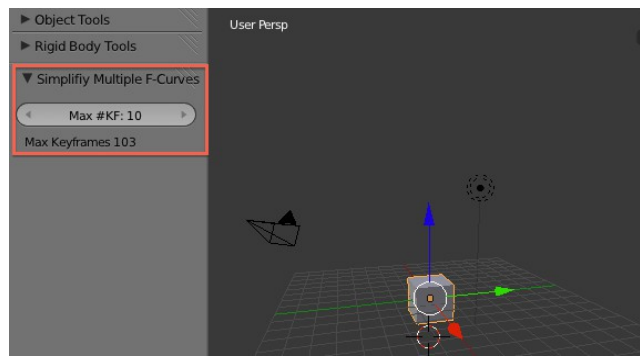 Object Tools
User Persp
Rigid Body Tools
Simplifiy Multiple F-Curves
Max #KF: 10
Max Keyframes 103